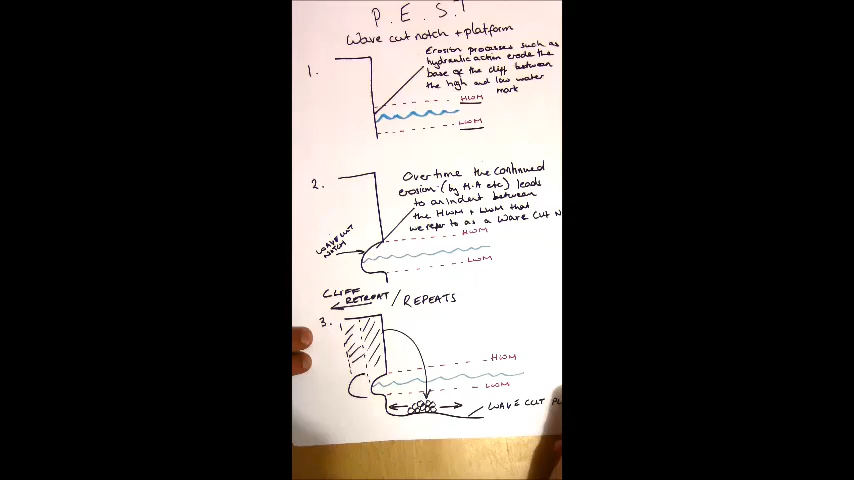 P. E. S. T
Wave cut notch + platform
1.
Erosion processes such as
hydraulic action erode the
base of the cliff between
the high and low water
mark
HWM
LWM
2.
Overtime the continued
erosion (by H.A etc) leads
to an indent between
the HWM + LWM that
we refer to as a Wave Cut N
WAVE CUT
NOTCH
HWM
LWM
CLIFF
RETREAT / REPEATS
3.
HWM
LWM
WAVE CUT PL